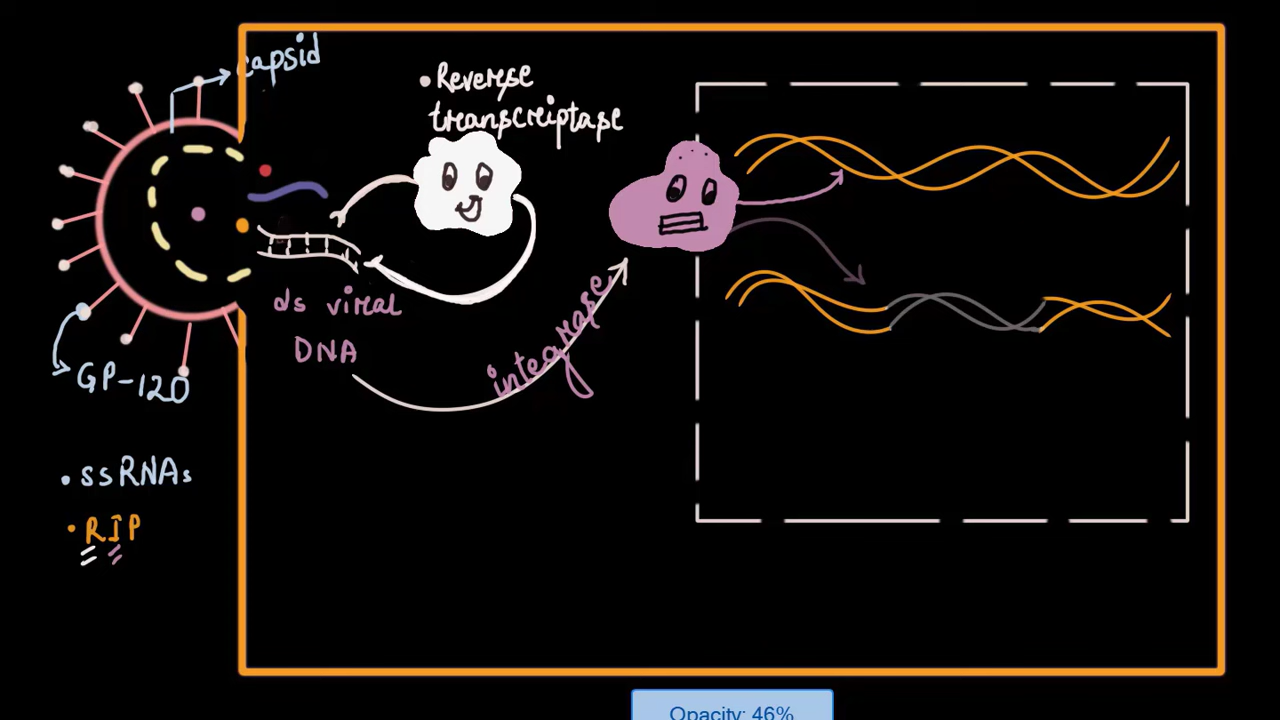 capsid
• Reverse
transcriptase
ds viral
DNA
integrase
GP-120
• ssRNAs
• RIP
Opacity: 46%